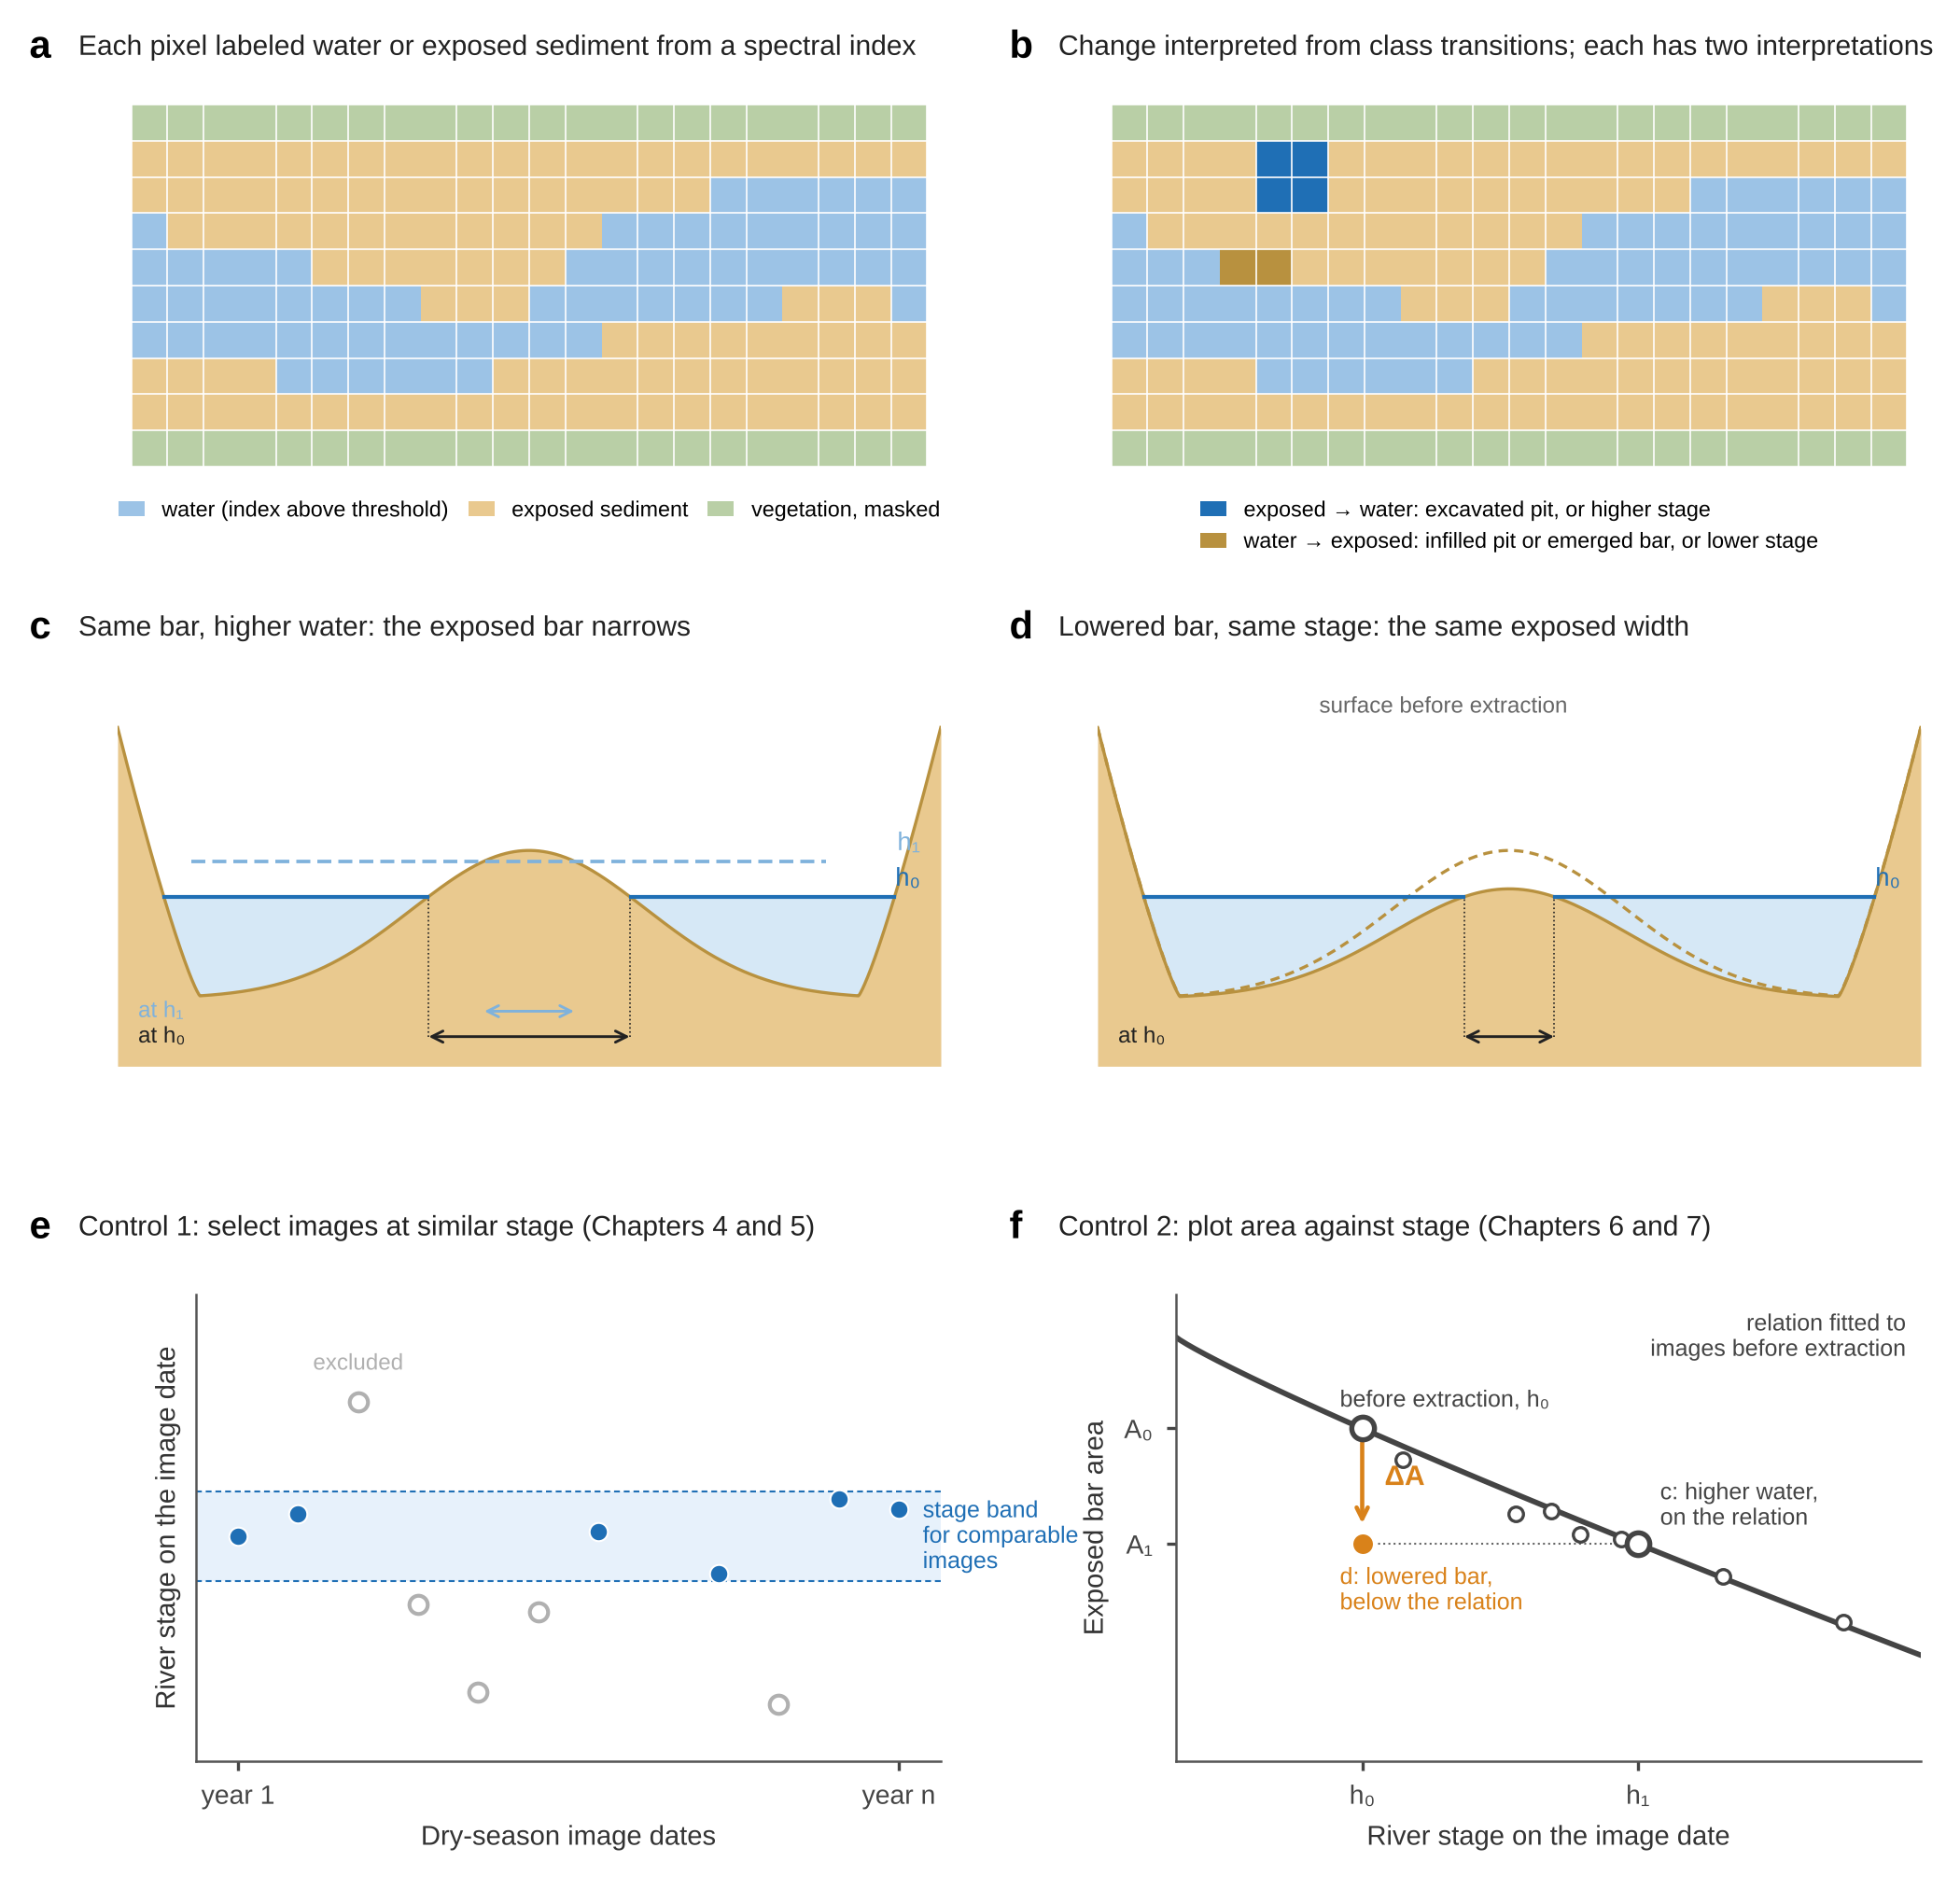 a Each pixel labeled water or exposed sediment from a spectral index
b Change interpreted from class transitions; each has two interpretations
water (index above threshold)
exposed sediment
vegetation, masked
exposed → water: excavated pit, or higher stage
water → exposed: infilled pit or emerged bar, or lower stage
c Same bar, higher water: the exposed bar narrows
h₁
h₀
at h₁
at h₀
d Lowered bar, same stage: the same exposed width
surface before extraction
h₀
at h₀
e Control 1: select images at similar stage (Chapters 4 and 5)
River stage on the image date
excluded
stage band
for comparable
images
year 1
year n
Dry-season image dates
f Control 2: plot area against stage (Chapters 6 and 7)
Exposed bar area
relation fitted to
images before extraction
before extraction, h₀
A₀
ΔA
c: higher water,
on the relation
A₁
d: lowered bar,
below the relation
h₀
h₁
River stage on the image date